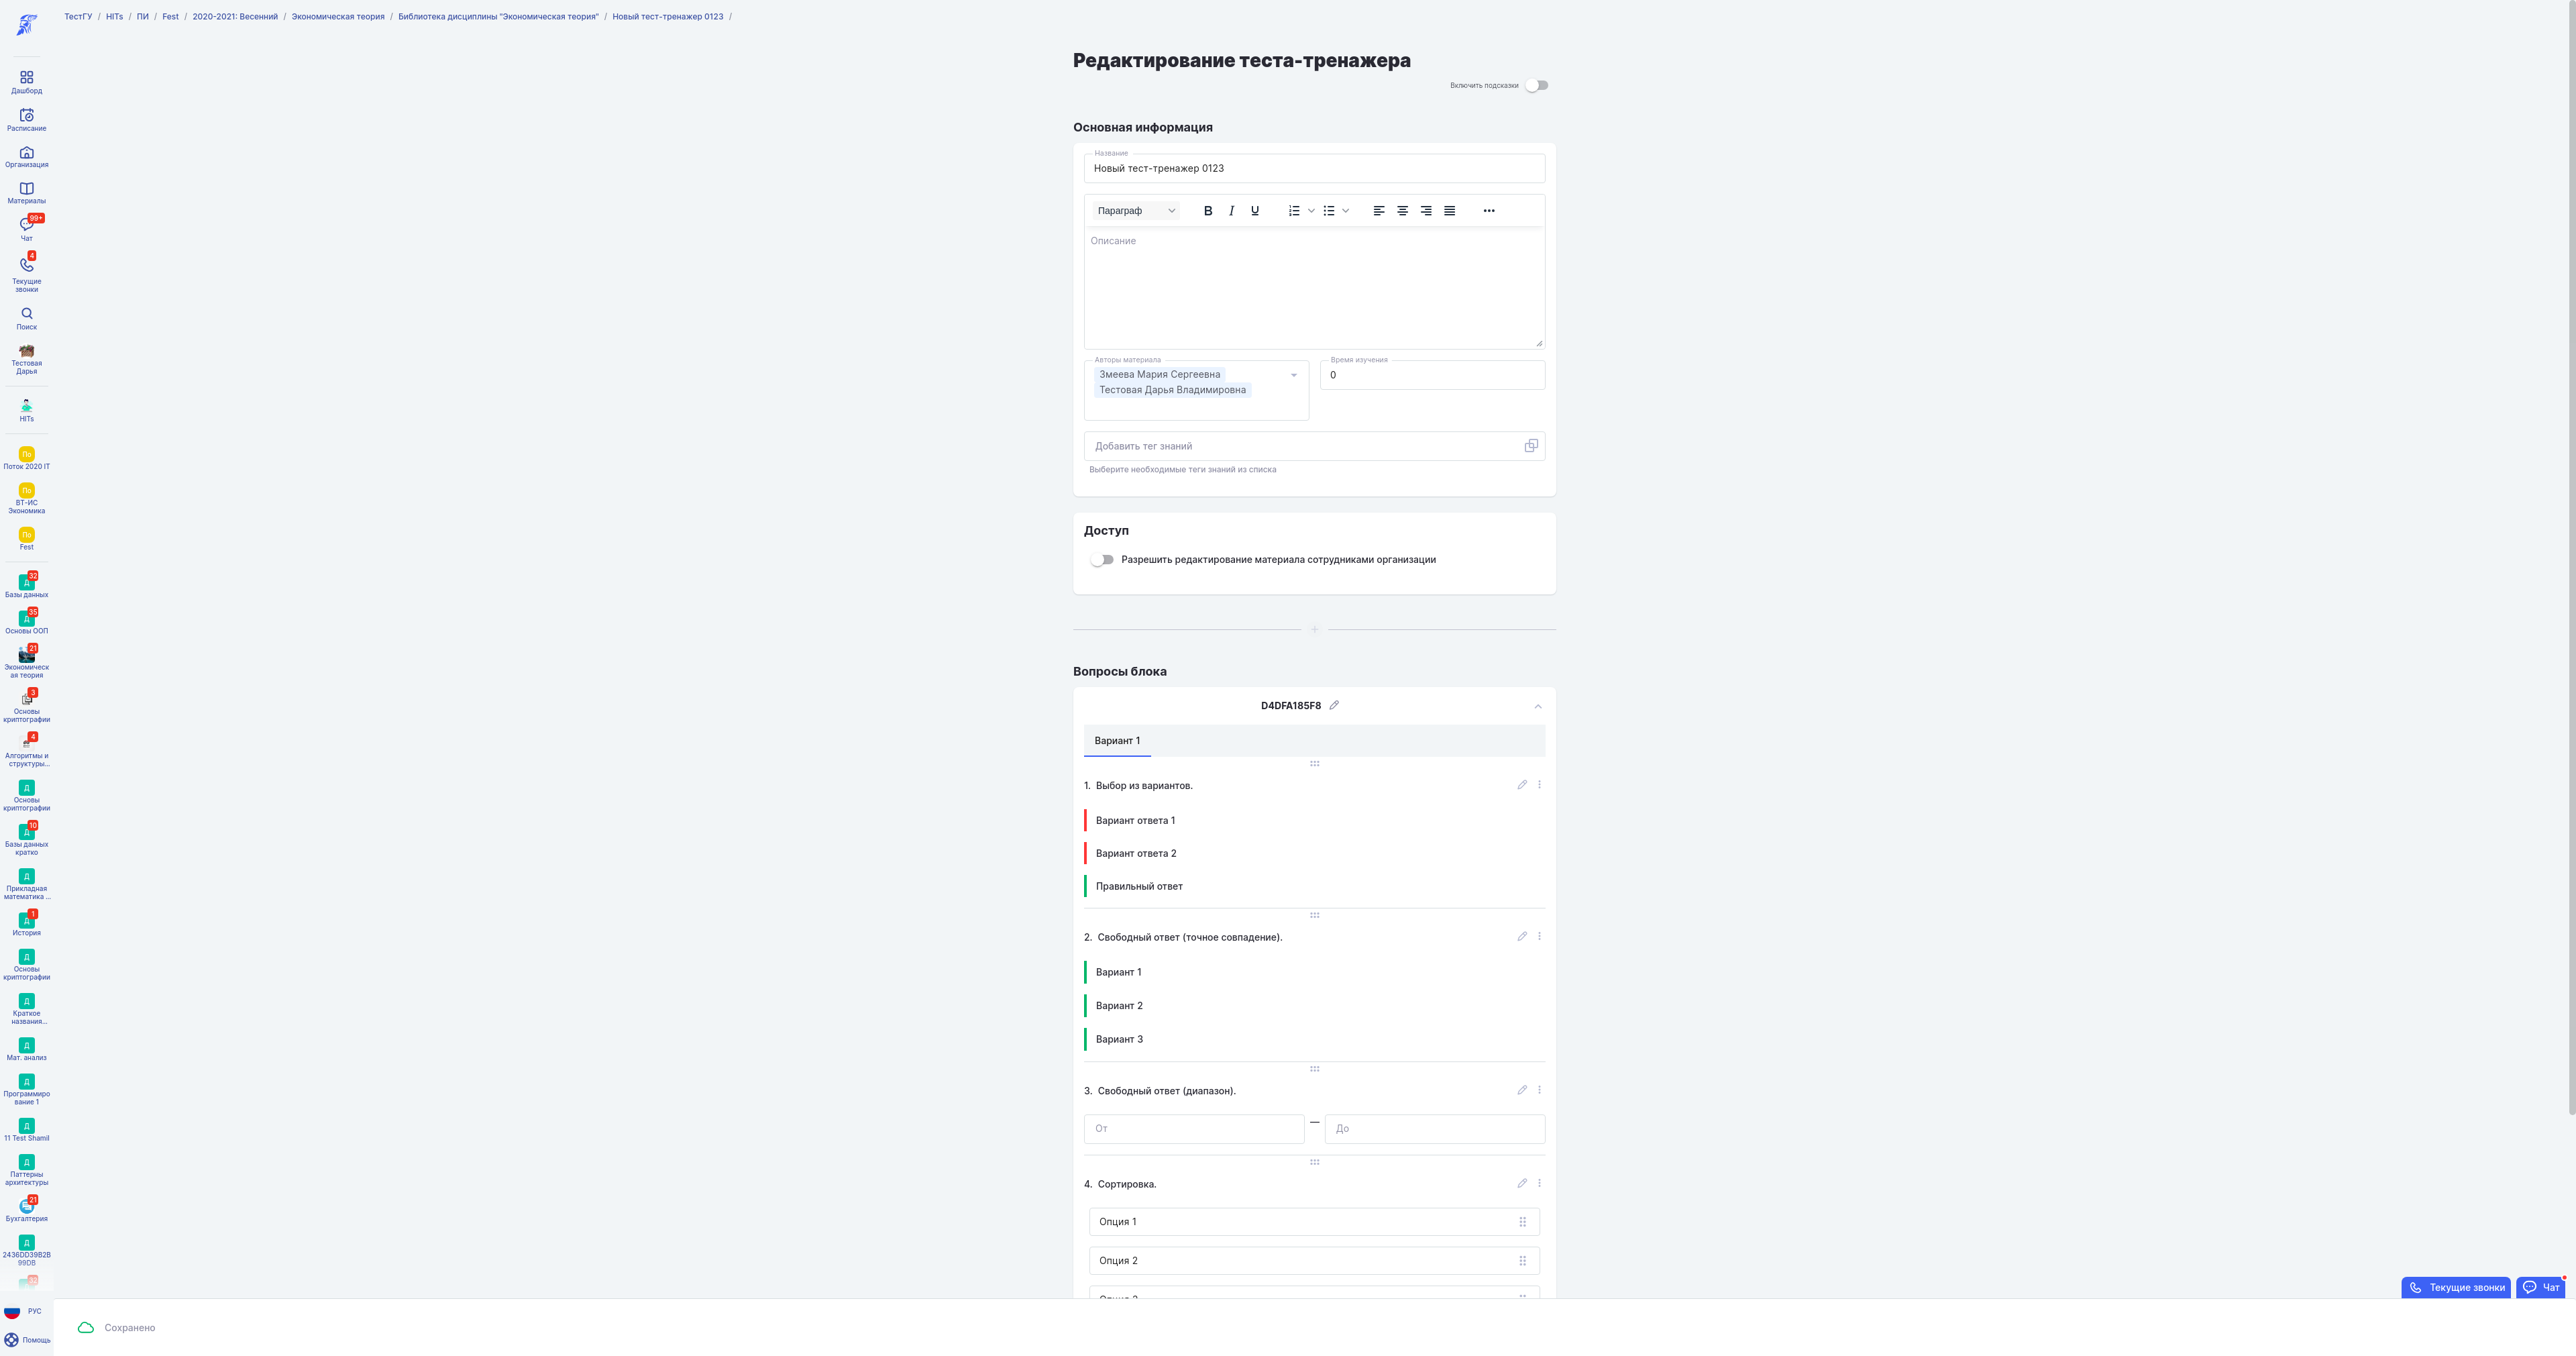 ТестГУ / HITs / ПИ / Fest / 2020-2021: Весенний / Экономическая теория / Библиотека дисциплины "Экономическая теория" / Новый тест-тренажер 0123 /
Дашборд
Расписание
Организация
Материалы
99+
Чат
4
Текущие
звонки
Поиск
Тестовая
Дарья
HITs
По
Поток 2020 IT
По
ВТ-ИС
Экономика
По
Fest
Д 32
Базы данных
Д 35
Основы ООП
21
Экономическ
ая теория
3
Основы
криптографии
4
Алгоритмы и
структуры...
Д
Основы
криптографии
Д 10
Базы данных
кратко
Д
Прикладная
математика ...
Д 1
История
Д
Основы
криптографии
Д
Краткое
названия...
Д
Мат. анализ
Д
Программиро
вание 1
Д
11 Test Shamil
Д
Паттерны
архитектуры
21
Бухгалтерия
Д
2436DD39B2B
99DB
32
РУС
Помощь
Редактирование теста-тренажера
Включить подсказки
Основная информация
Название
Новый тест-тренажер 0123
Параграф B I U
Описание
Авторы материала
Змеева Мария Сергеевна
Тестовая Дарья Владимировна
Время изучения
0
Добавить тег знаний
Выберите необходимые теги знаний из списка
Доступ
Разрешить редактирование материала сотрудниками организации
Вопросы блока
D4DFA185F8
Вариант 1
1. Выбор из вариантов.
Вариант ответа 1
Вариант ответа 2
Правильный ответ
2. Свободный ответ (точное совпадение).
Вариант 1
Вариант 2
Вариант 3
3. Свободный ответ (диапазон).
От — До
4. Сортировка.
Опция 1
Опция 2
Текущие звонки
Чат
Сохранено